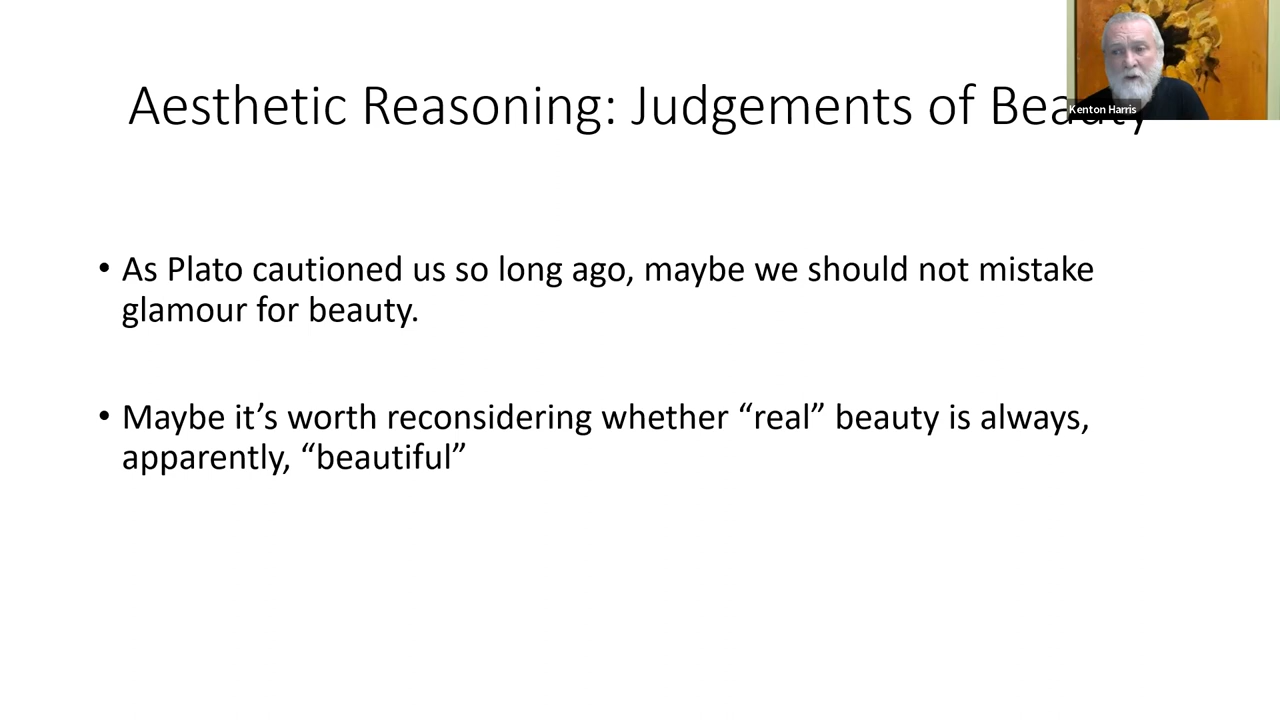 Aesthetic Reasoning: Judgements of Beauty
Kenton Harris
• As Plato cautioned us so long ago, maybe we should not mistake
glamour for beauty.
• Maybe it’s worth reconsidering whether “real” beauty is always,
apparently, “beautiful”